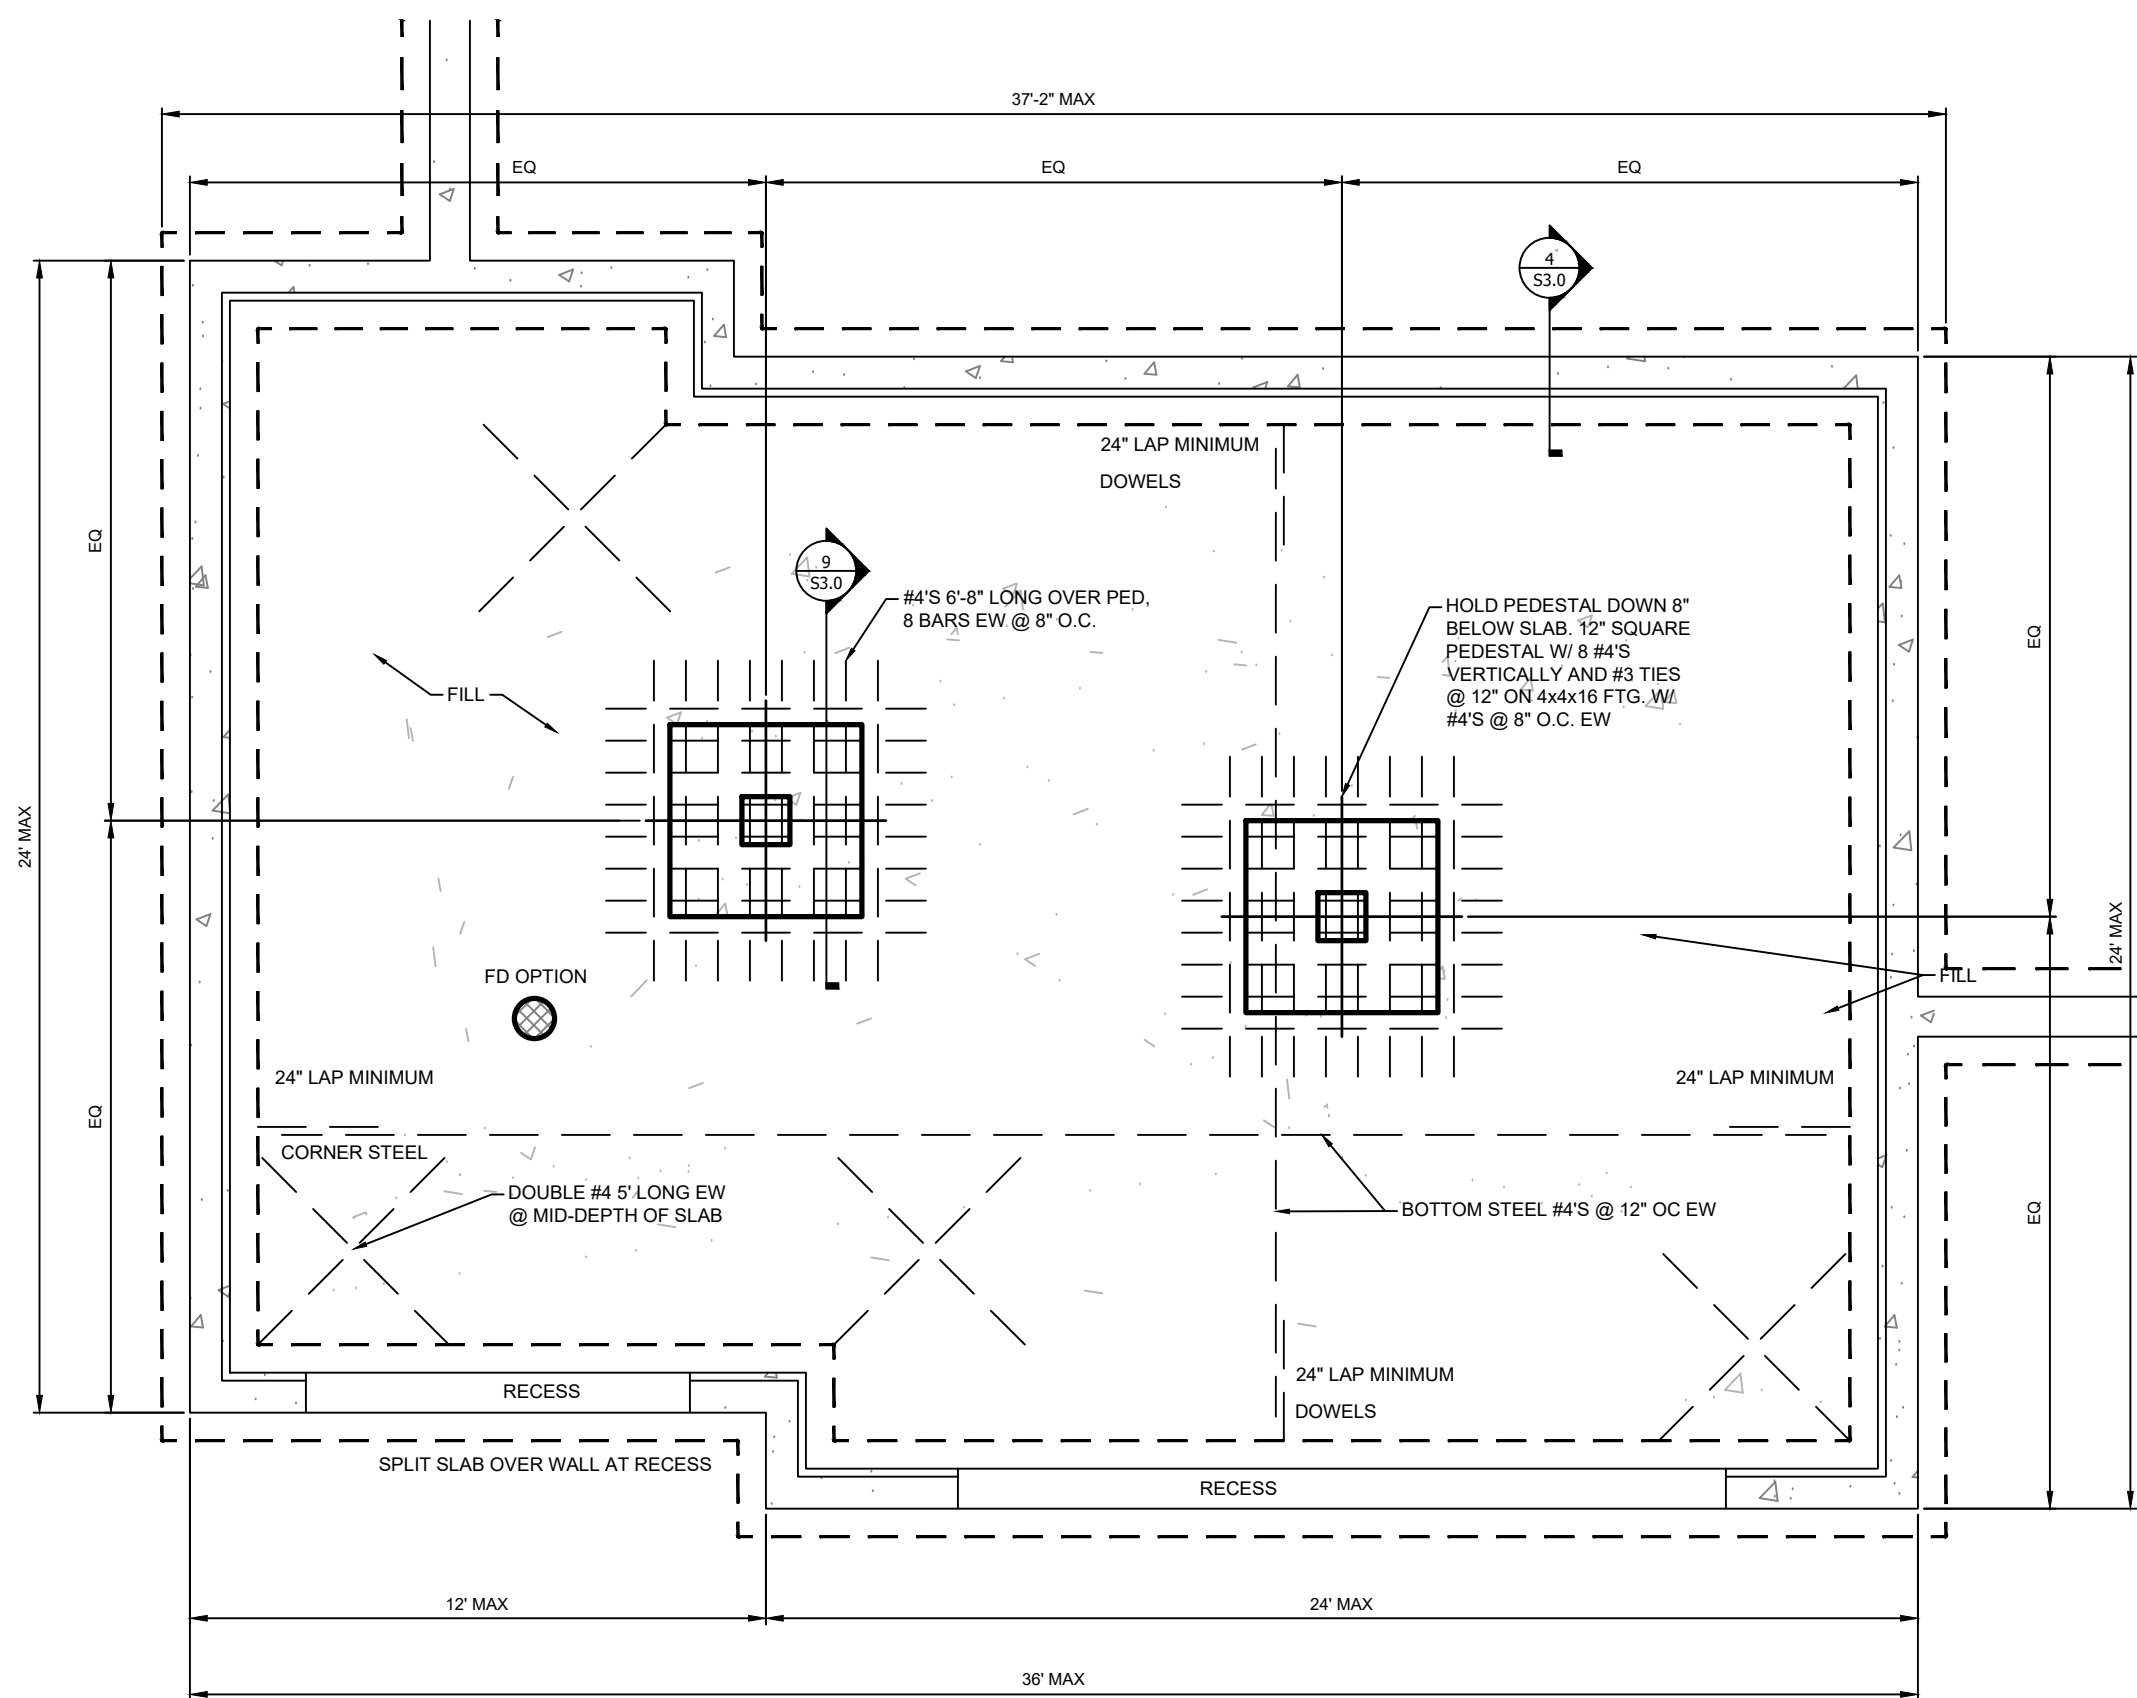 37'-2" MAX
EQ
EQ
EQ
4
S3.0
24" LAP MINIMUM
DOWELS
EQ
9
S3.0
#4'S 6'-8" LONG OVER PED,
8 BARS EW @ 8" O.C.
HOLD PEDESTAL DOWN 8"
BELOW SLAB. 12" SQUARE
PEDESTAL W/ 8 #4'S
VERTICALLY AND #3 TIES
@ 12" ON 4x4x16 FTG. W/
#4'S @ 8" O.C. EW
EQ
FILL
24' MAX
24' MAX
FD OPTION
FILL
24" LAP MINIMUM
24" LAP MINIMUM
EQ
CORNER STEEL
DOUBLE #4 5' LONG EW
@ MID-DEPTH OF SLAB
BOTTOM STEEL #4'S @ 12" OC EW
EQ
24" LAP MINIMUM
DOWELS
RECESS
SPLIT SLAB OVER WALL AT RECESS
RECESS
12' MAX
24' MAX
36' MAX